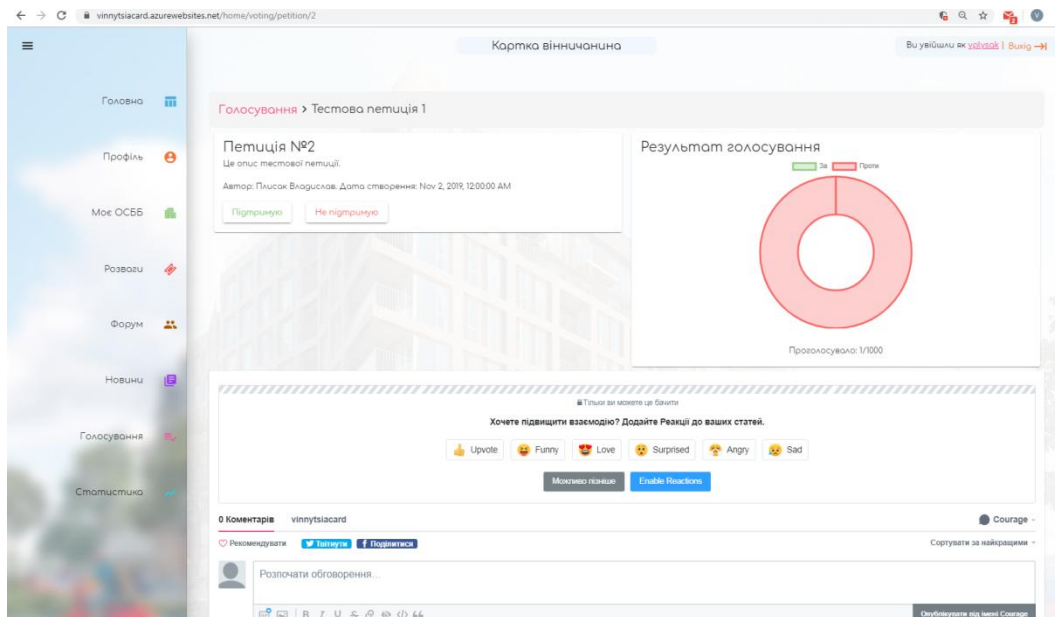 vinnytsiacard.azurewebsites.net/home/voting/petition/2
Картка вінничанина
Ви увійшли як vplysak | Вихід
Головна
Профіль
Моє ОСББ
Розваги
Форум
Новини
Голосування
Статистика
Голосування > Тестова петиція 1
Петиція №2
Це опис тестової петиції.
Автор: Плисак Владислав. Дата створення: Nov 2, 2019, 12:00:00 AM
Підтримую
Не підтримую
Результат голосування
За
Проти
Проголосувало: 1/1000
Тільки ви можете це бачити
Хочете підвищити взаємодію? Додайте Реакції до ваших статей.
Upvote
Funny
Love
Surprised
Angry
Sad
Можливо пізніше
Enable Reactions
0 Коментарів
vinnytsiacard
Courage
Рекомендувати
Твітнути
Поділитися
Сортувати за найкращими
Розпочати обговорення...
B I U S
Опублікувати від імені Courage